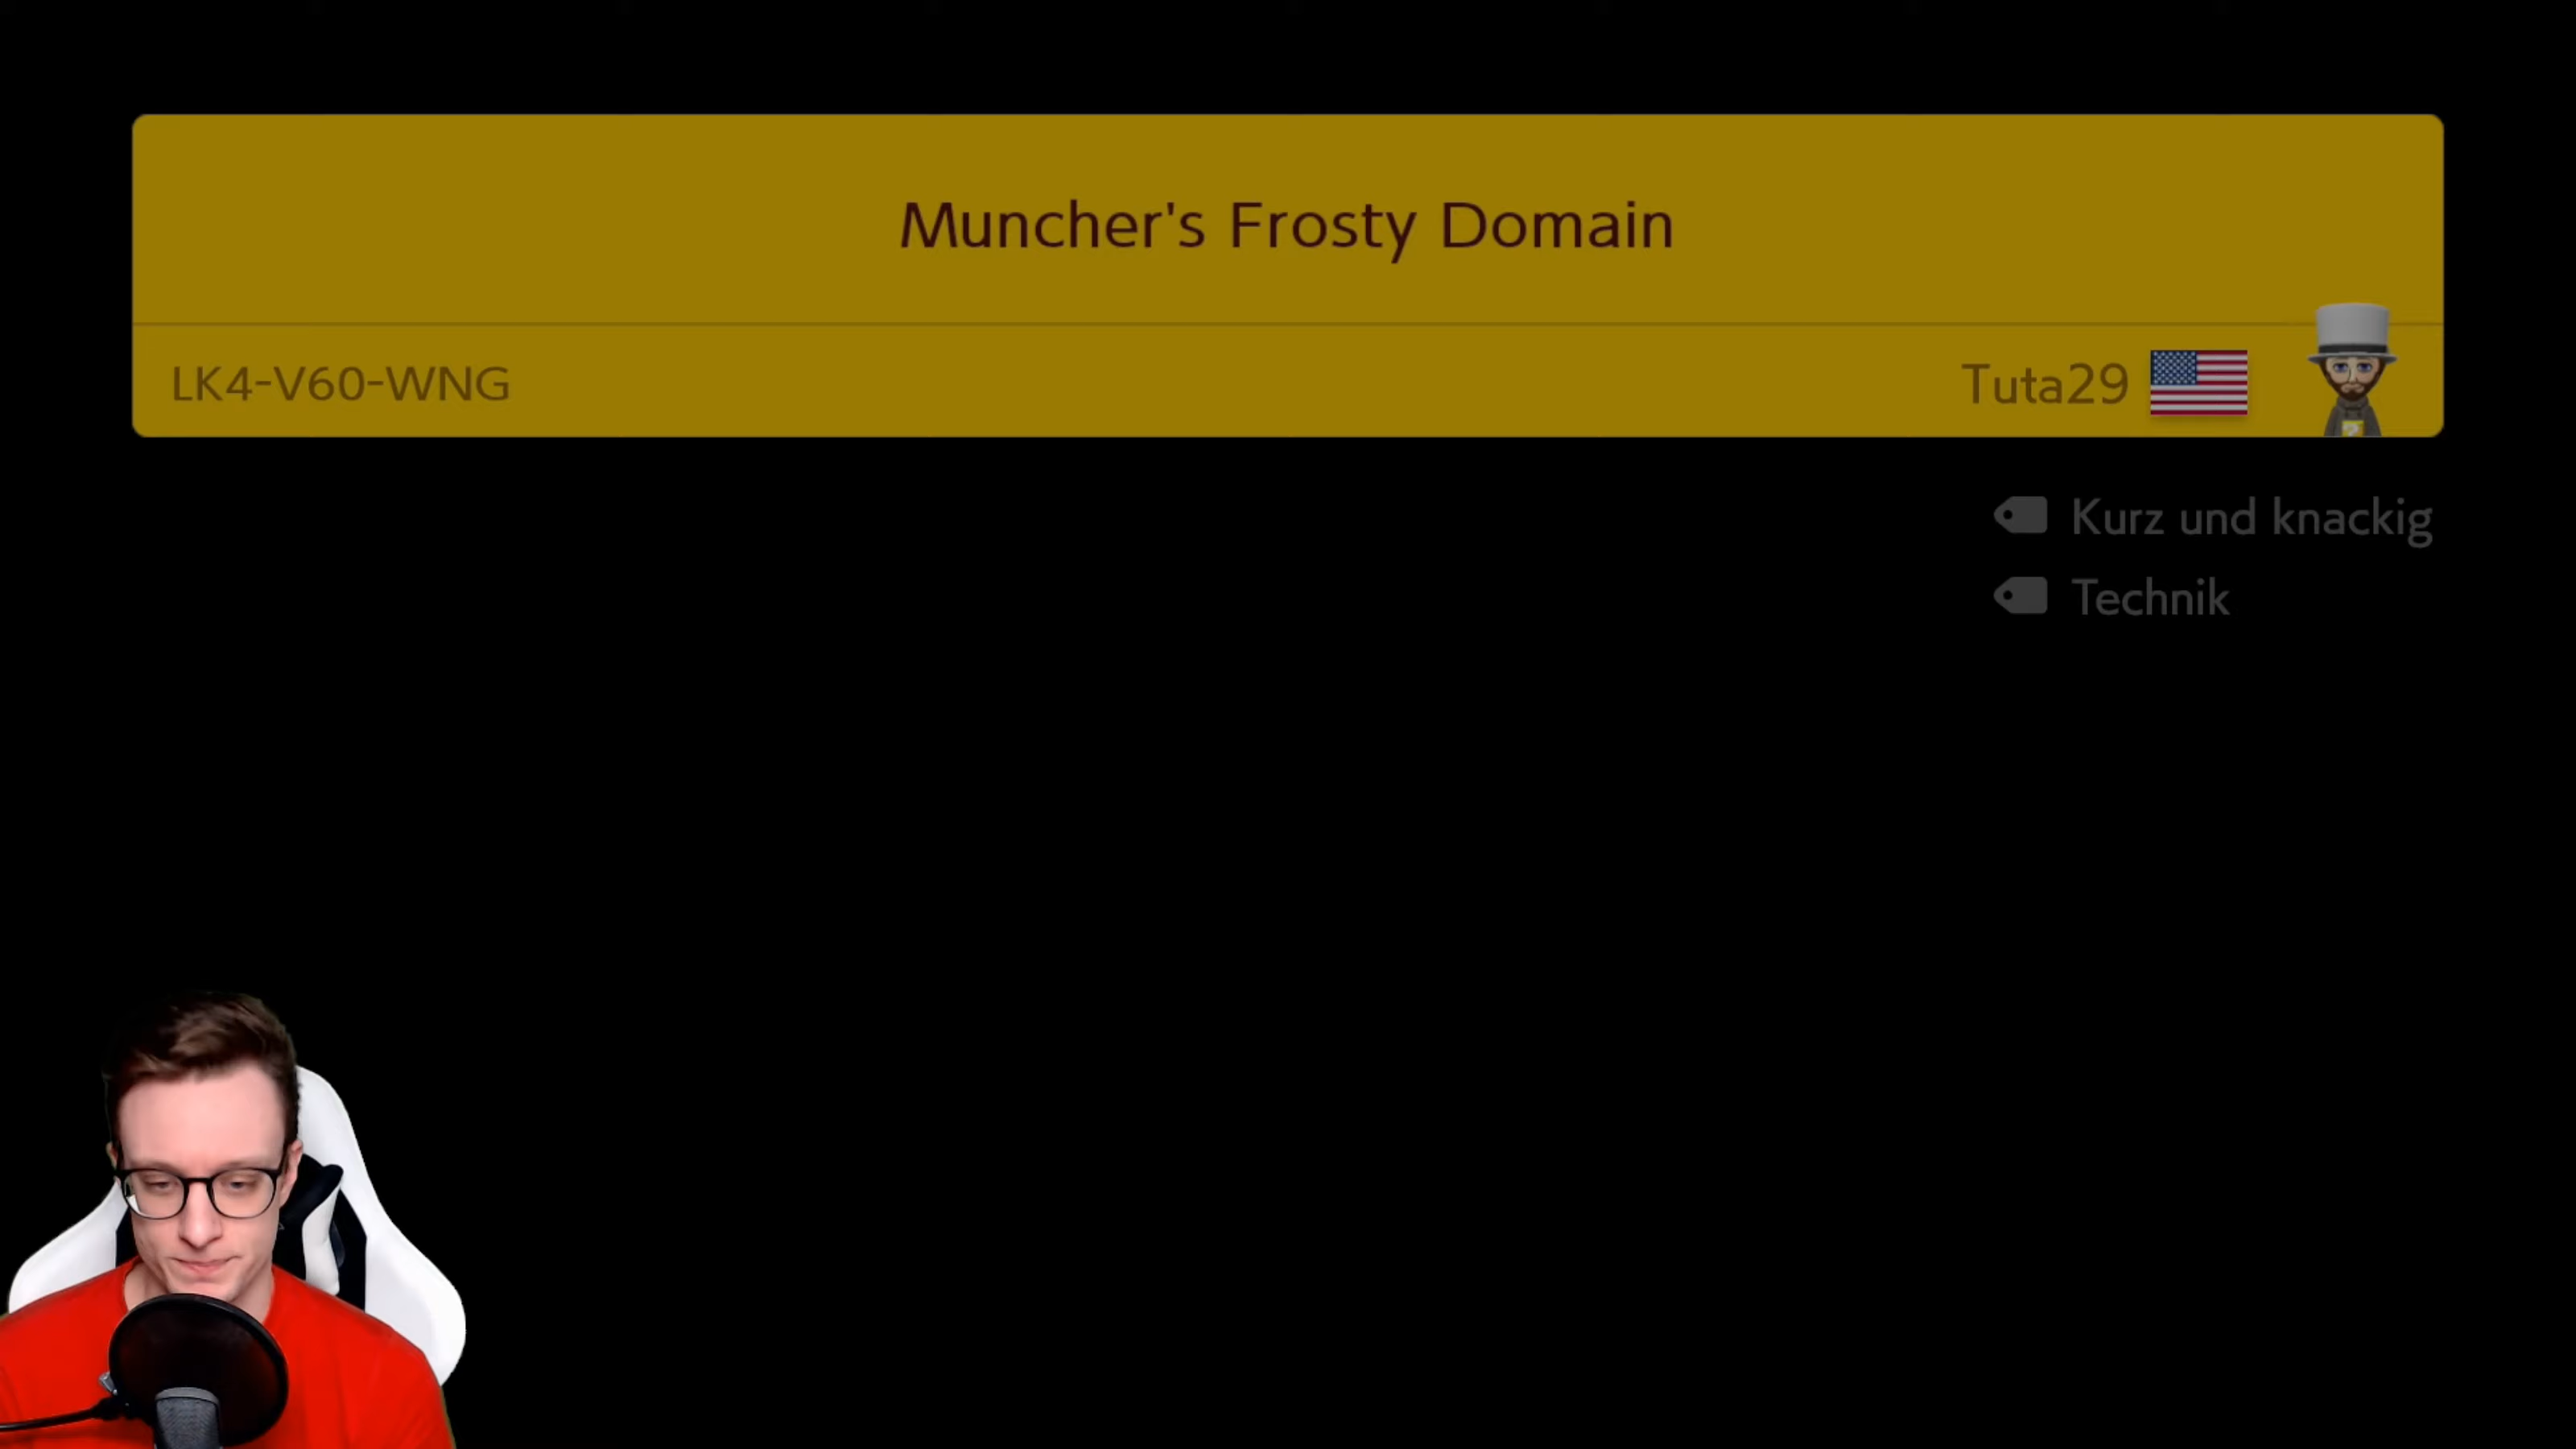 Muncher's Frosty Domain
LK4-V60-WNG
Tuta29
Kurz und knackig
Technik